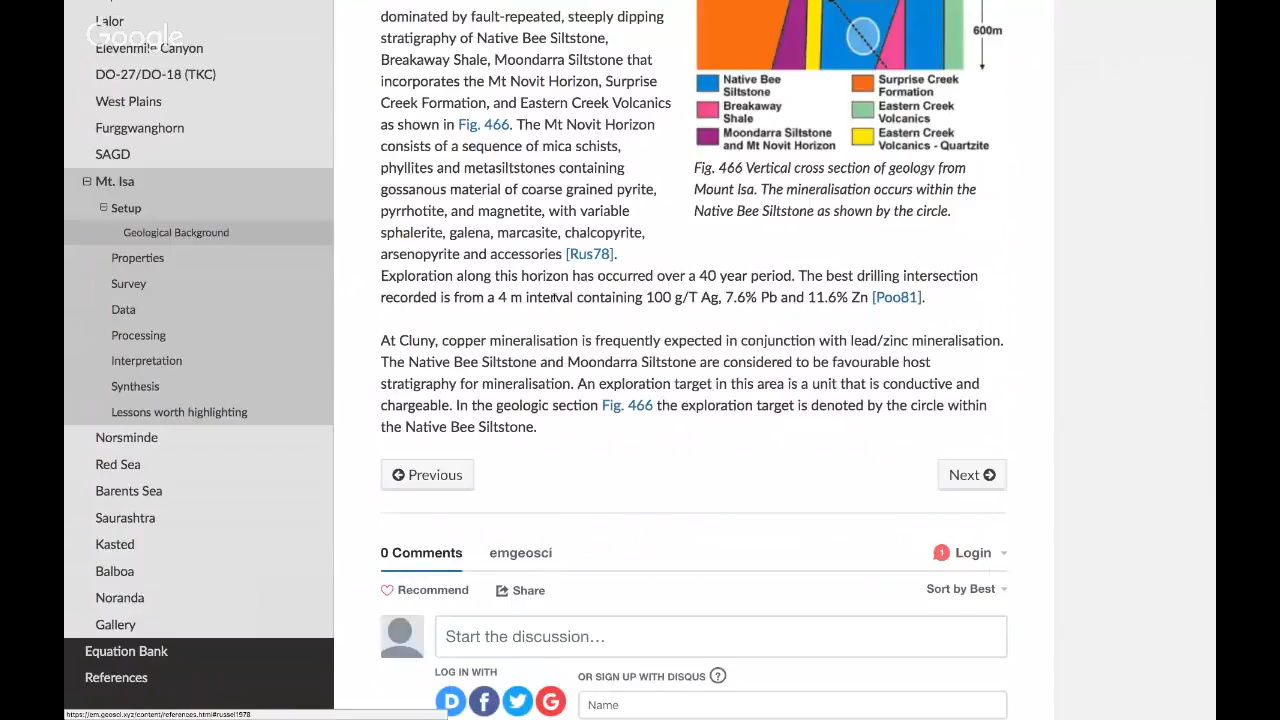 Lalor
Google
Elevenmile Canyon
DO-27/DO-18 (TKC)
West Plains
Furggwanghorn
SAGD
Mt. Isa
Setup
Geological Background
Properties
Survey
Data
Processing
Interpretation
Synthesis
Lessons worth highlighting
Norsminde
Red Sea
Barents Sea
Saurashtra
Kasted
Balboa
Noranda
Gallery
Equation Bank
References
https://em.geosci.xyz/content/references.html#russel1978
dominated by fault-repeated, steeply dipping
stratigraphy of Native Bee Siltstone,
Breakaway Shale, Moondarra Siltstone that
incorporates the Mt Novit Horizon, Surprise
Creek Formation, and Eastern Creek Volcanics
as shown in Fig. 466. The Mt Novit Horizon
consists of a sequence of mica schists,
phyllites and metasiltstones containing
gossanous material of coarse grained pyrite,
pyrrhotite, and magnetite, with variable
sphalerite, galena, marcasite, chalcopyrite,
arsenopyrite and accessories [Rus78].
600m
Native Bee
Siltstone
Breakaway
Shale
Moondarra Siltstone
and Mt Novit Horizon
Surprise Creek
Formation
Eastern Creek
Volcanics
Eastern Creek
Volcanics - Quartzite
Fig. 466 Vertical cross section of geology from
Mount Isa. The mineralisation occurs within the
Native Bee Siltstone as shown by the circle.
Exploration along this horizon has occurred over a 40 year period. The best drilling intersection
recorded is from a 4 m interval containing 100 g/T Ag, 7.6% Pb and 11.6% Zn [Poo81].
At Cluny, copper mineralisation is frequently expected in conjunction with lead/zinc mineralisation.
The Native Bee Siltstone and Moondarra Siltstone are considered to be favourable host
stratigraphy for mineralisation. An exploration target in this area is a unit that is conductive and
chargeable. In the geologic section Fig. 466 the exploration target is denoted by the circle within
the Native Bee Siltstone.
Previous
Next
0 Comments
emgeosci
1
Login
Recommend
Share
Sort by Best
Start the discussion…
LOG IN WITH
OR SIGN UP WITH DISQUS ?
D
f
G
Name